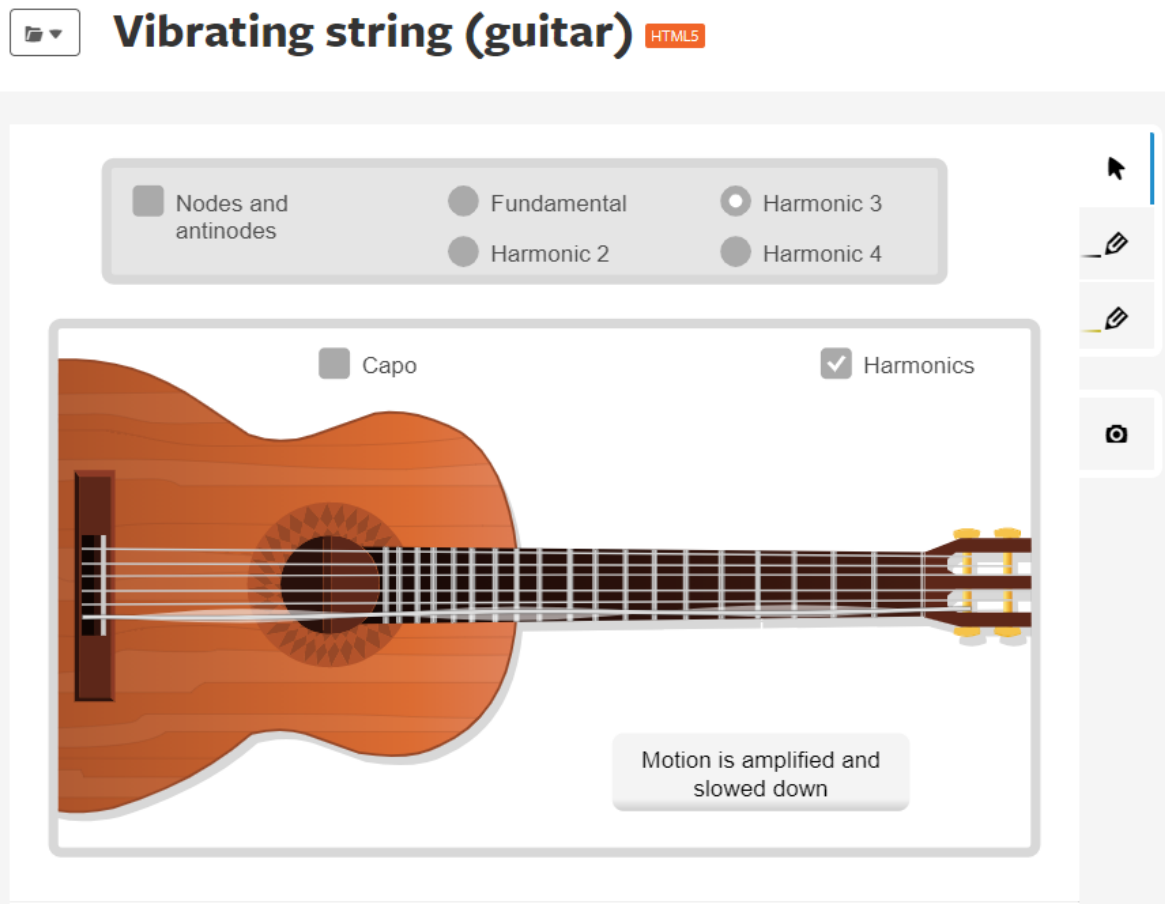 Vibrating string (guitar) HTML5
Nodes and
antinodes
Fundamental
Harmonic 2
Harmonic 3
Harmonic 4
Capo
Harmonics
Motion is amplified and
slowed down